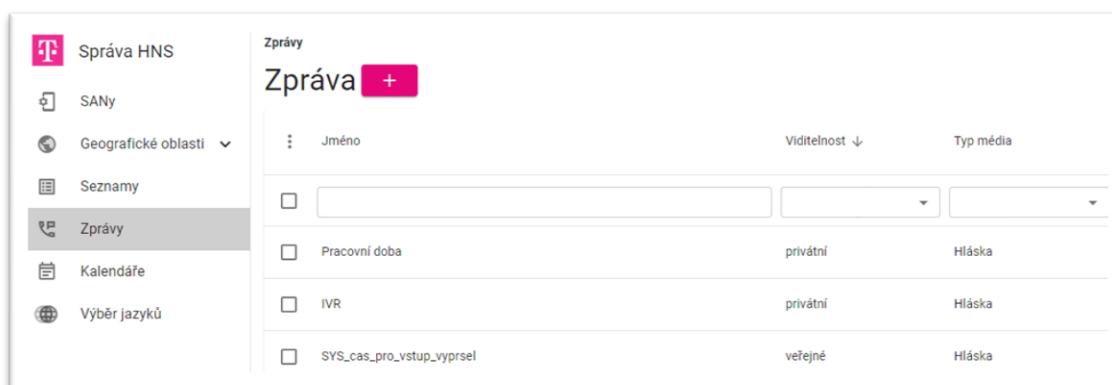 T
Správa HNS
SANy
Geografické oblasti
Seznamy
Zprávy
Kalendáře
Výběr jazyků
Zprávy
Zpráva +
Jméno Viditelnost Typ média
Pracovní doba privátní Hláska
IVR privátní Hláska
SYS_cas_pro_vstup_vyprsel veřejné Hláska